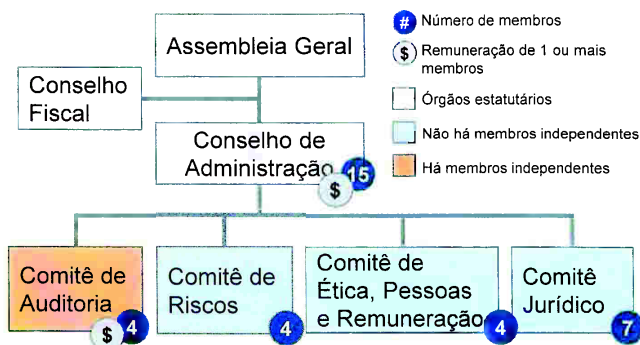 Assembleia Geral
# Número de membros
$ Remuneração de 1 ou mais
membros
Conselho
Fiscal
Órgãos estatutários
Conselho de
Administração
15
$
Não há membros independentes
Há membros independentes
Comitê de
Auditoria
$
4
Comitê de
Riscos
4
Comitê de
Ética, Pessoas
e Remuneração
4
Comitê
Jurídico
7